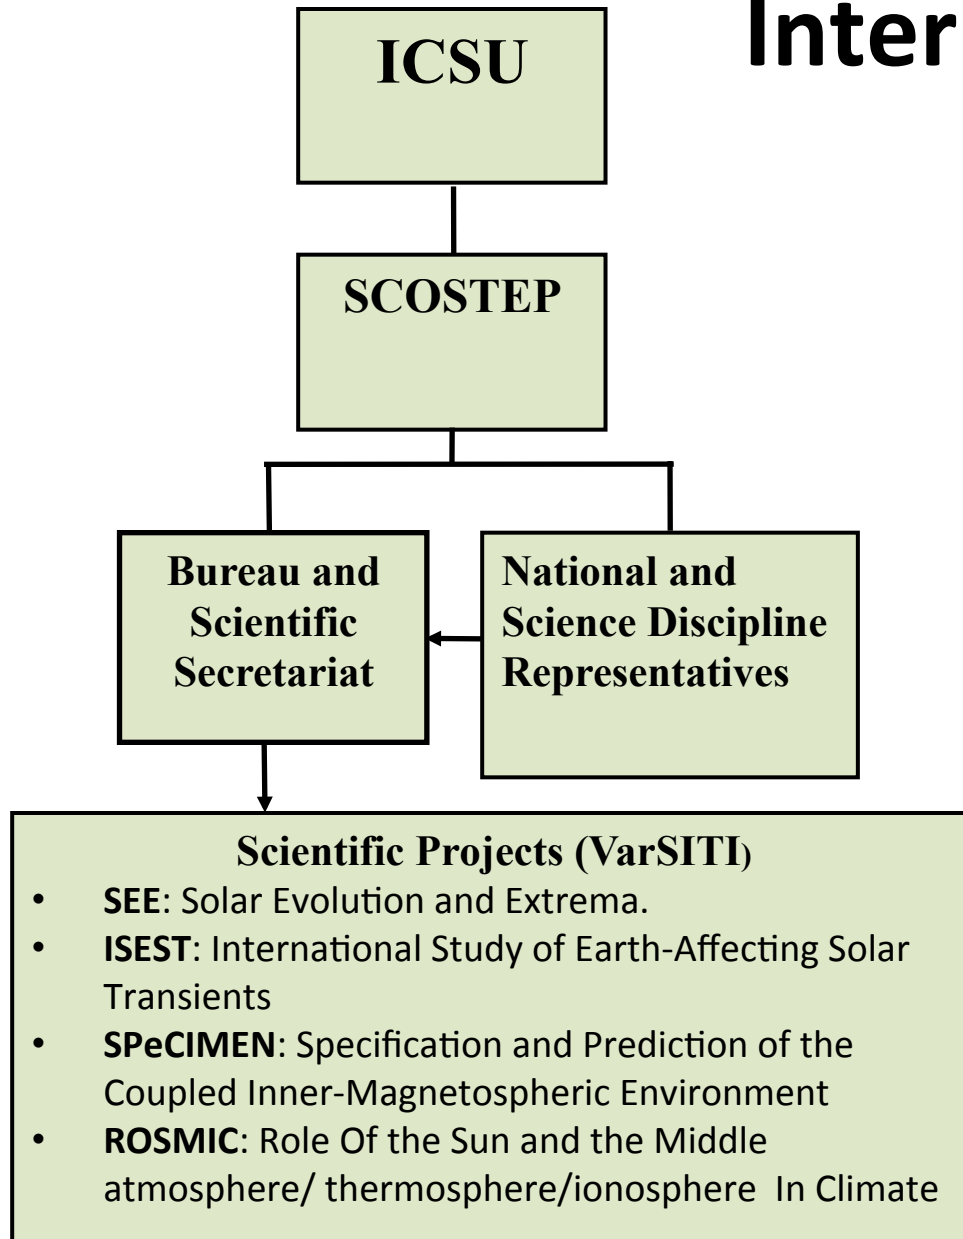 Inter
ICSU
SCOSTEP
Bureau and
Scientific
Secretariat
National and
Science Discipline
Representatives
Scientific Projects (VarSITI)
• SEE: Solar Evolution and Extrema.
• ISEST: International Study of Earth-Affecting Solar
Transients
• SPeCIMEN: Specification and Prediction of the
Coupled Inner-Magnetospheric Environment
• ROSMIC: Role Of the Sun and the Middle
atmosphere/ thermosphere/ionosphere  In Climate